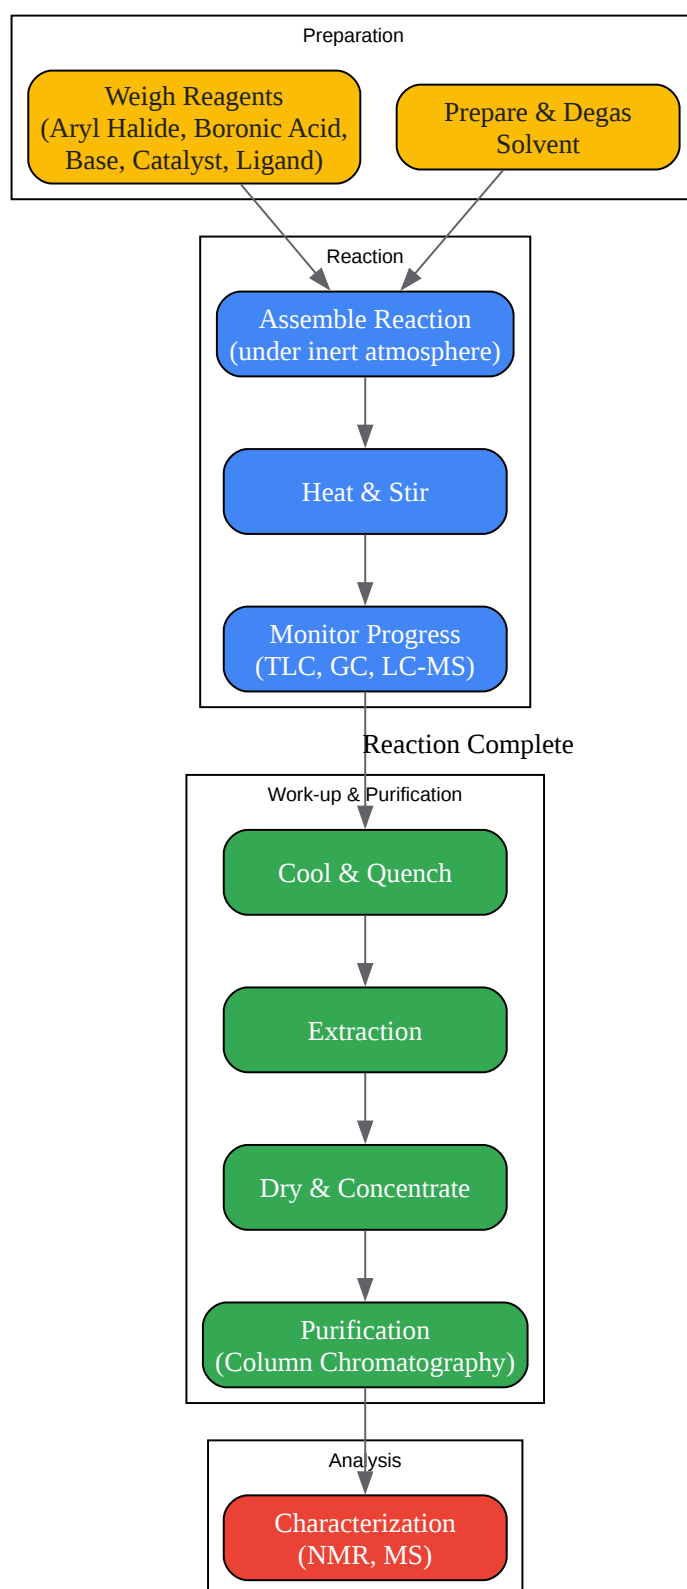 Preparation
Weigh Reagents
(Aryl Halide, Boronic Acid,
Base, Catalyst, Ligand)
Prepare & Degas
Solvent
Reaction
Assemble Reaction
(under inert atmosphere)
Heat & Stir
Monitor Progress
(TLC, GC, LC-MS)
Reaction Complete
Work-up & Purification
Cool & Quench
Extraction
Dry & Concentrate
Purification
(Column Chromatography)
Analysis
Characterization
(NMR, MS)